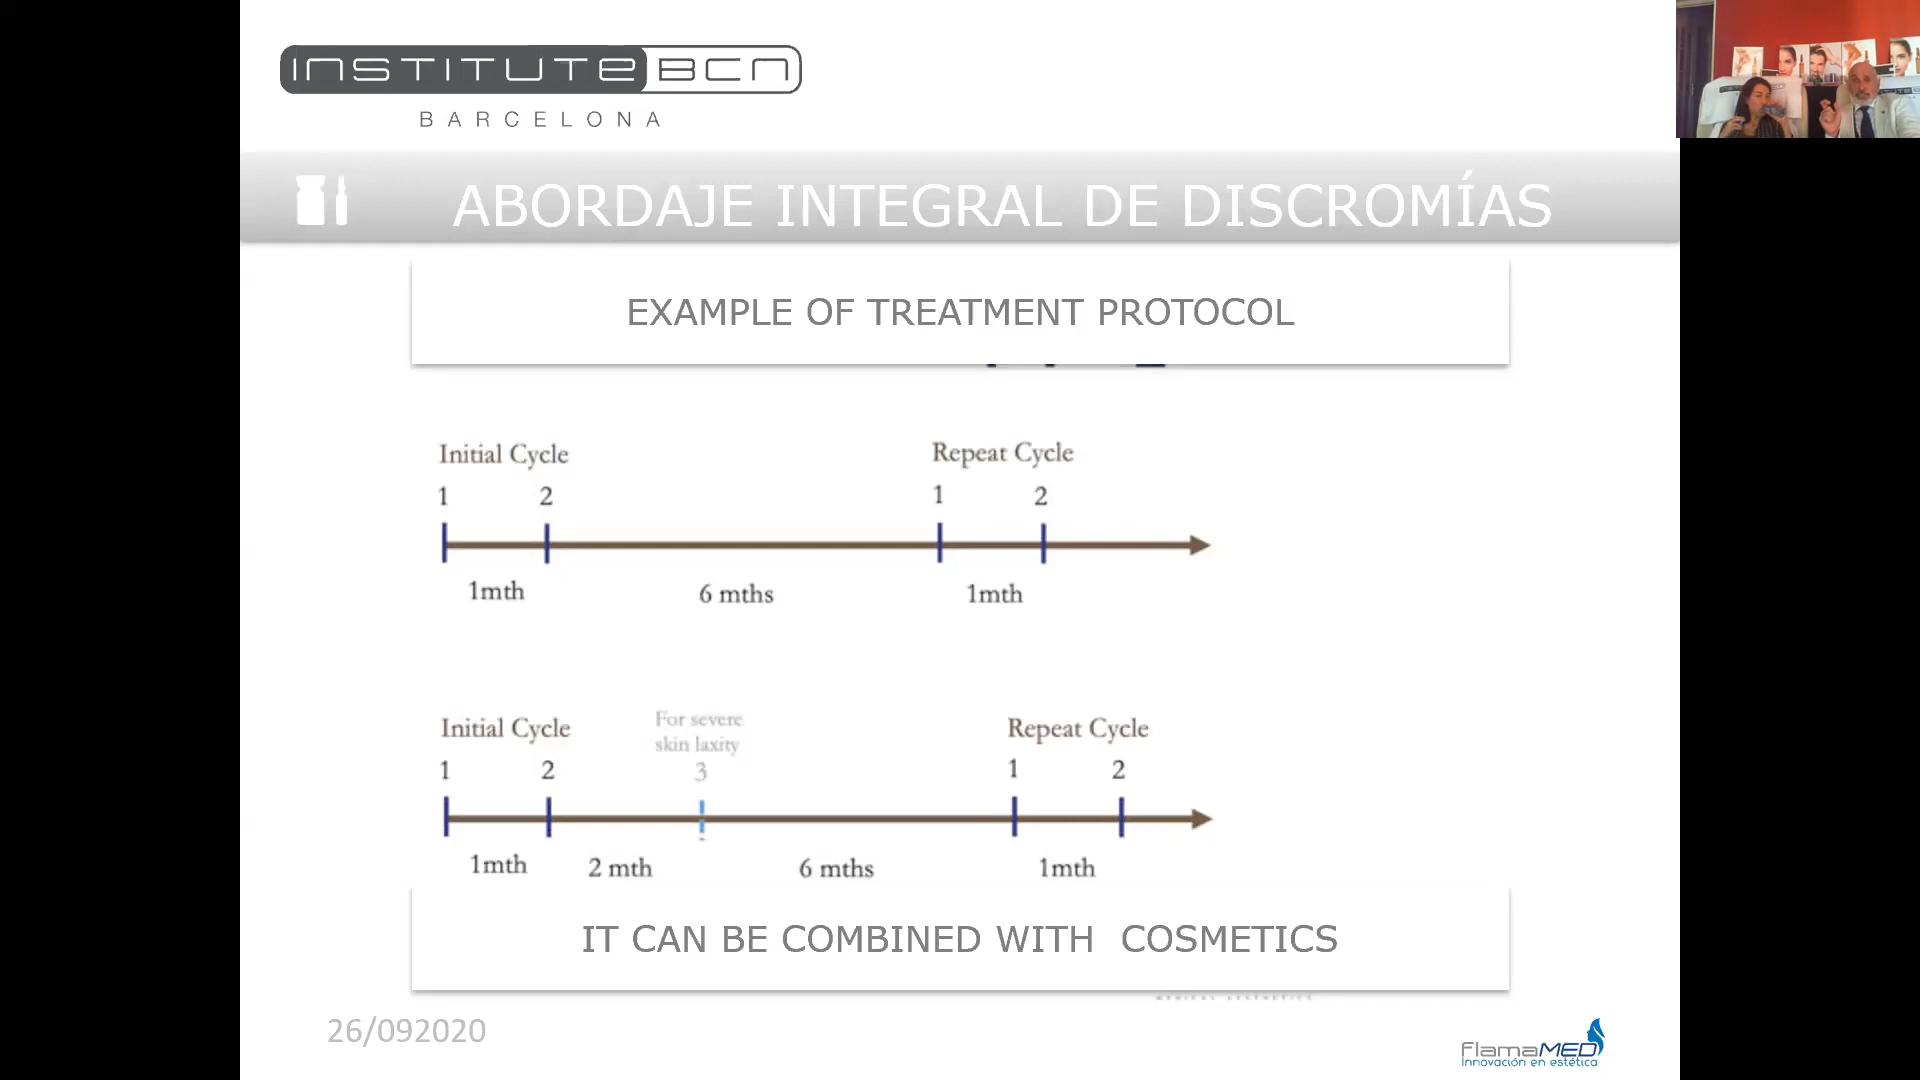 INSTITUTE BCN
BARCELONA
ABORDAJE INTEGRAL DE DISCROMÍAS
EXAMPLE OF TREATMENT PROTOCOL
Initial Cycle
Repeat Cycle
1 2 1 2
1mth 6 mths 1mth
For severe
skin laxity
Initial Cycle
Repeat Cycle
1 2 3 1 2
1mth 2 mth 6 mths 1mth
IT CAN BE COMBINED WITH COSMETICS
MEDICAL AESTHETICS
26/092020
FlamaMED
Innovación en estética